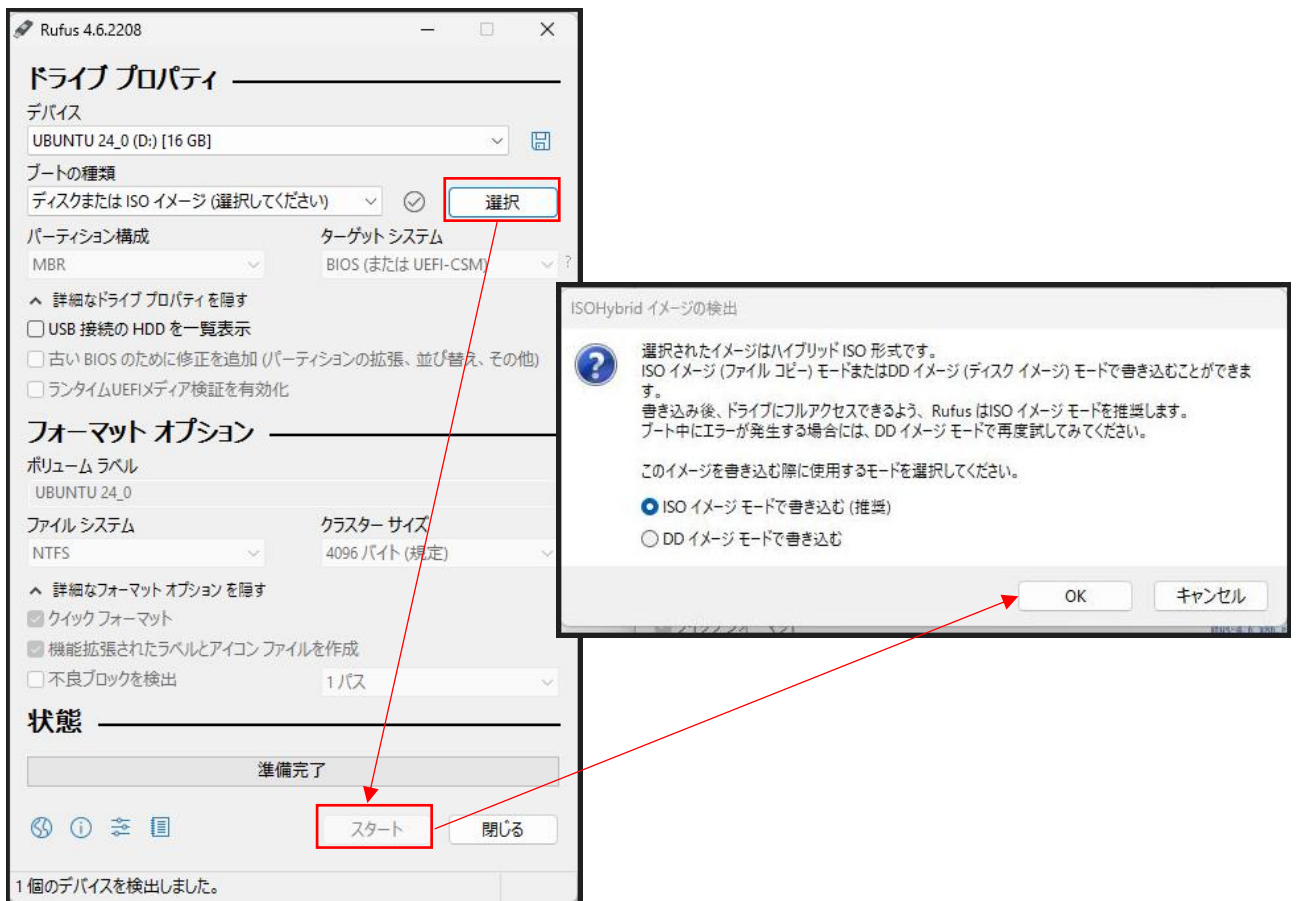 Rufus 4.6.2208
ドライブ プロパティ
デバイス
UBUNTU 24_0 (D:) [16 GB]
ブートの種類
ディスクまたは ISO イメージ (選択してください)
選択
パーティション構成
ターゲット システム
MBR
BIOS (または UEFI-CSM)
?
詳細なドライブ プロパティを隠す
USB 接続の HDD を一覧表示
古い BIOS のために修正を追加 (パーティションの拡張、並び替え、その他)
ランタイムUEFIメディア検証を有効化
フォーマット オプション
ボリューム ラベル
UBUNTU 24_0
ファイル システム
クラスター サイズ
NTFS
4096 バイト (規定)
詳細なフォーマット オプション を隠す
クイック フォーマット
機能拡張されたラベルとアイコン ファイルを作成
不良ブロックを検出
1 パス
状態
準備完了
スタート
閉じる
1 個のデバイスを検出しました。
ISOHybrid イメージの検出
選択されたイメージはハイブリッド ISO 形式です。
ISO イメージ (ファイル コピー) モードまたはDD イメージ (ディスク イメージ) モードで書き込むことができま
す。
書き込み後、ドライブにフルアクセスできるよう、Rufus はISO イメージ モードを推奨します。
ブート中にエラーが発生する場合には、DD イメージ モードで再度試してみてください。
このイメージを書き込む際に使用するモードを選択してください。
ISO イメージ モードで書き込む (推奨)
DD イメージ モードで書き込む
OK
キャンセル